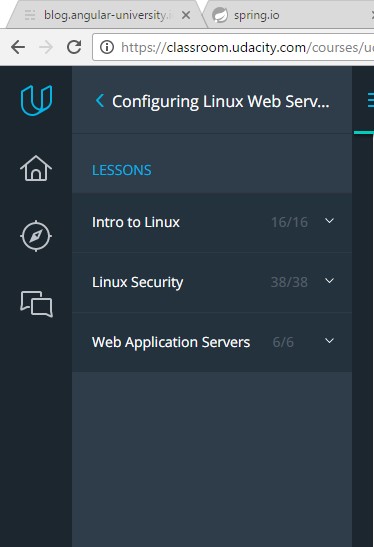 blog.angular-university.i
spring.io
https://classroom.udacity.com/courses/u
Configuring Linux Web Serv...
LESSONS
Intro to Linux 16/16
Linux Security 38/38
Web Application Servers 6/6